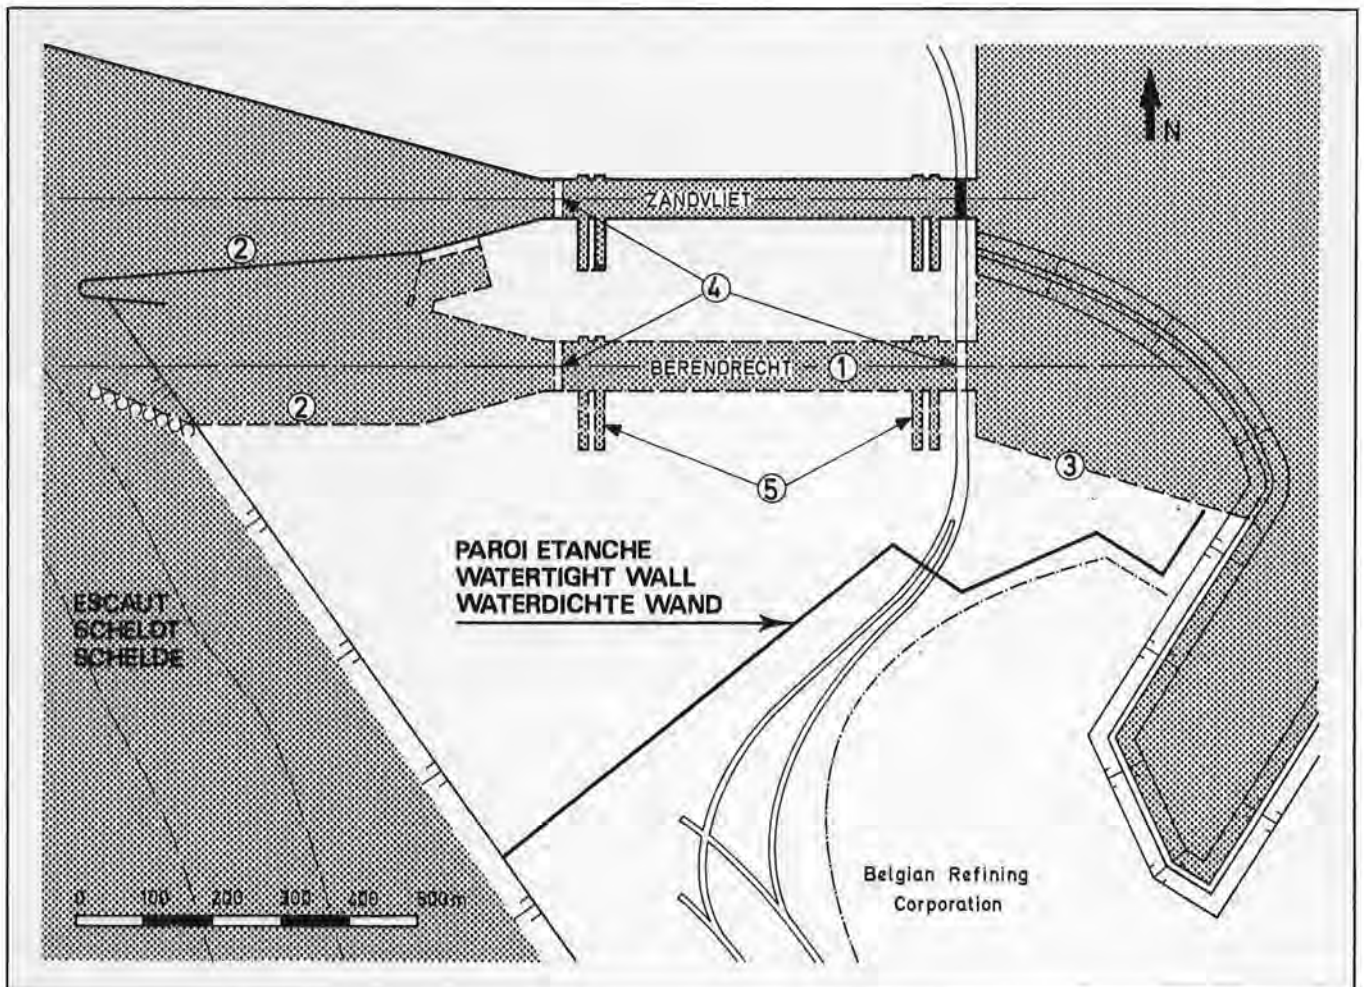 N
ZANDVLIET
2
4
BERENDRECHT
1
2
3
5
PAROI ETANCHE
WATERTIGHT WALL
WATERDICHTE WAND
ESCAUT
SCHELDT
SCHELDE
Belgian Refining
Corporation
0 100 200 300 400 500m